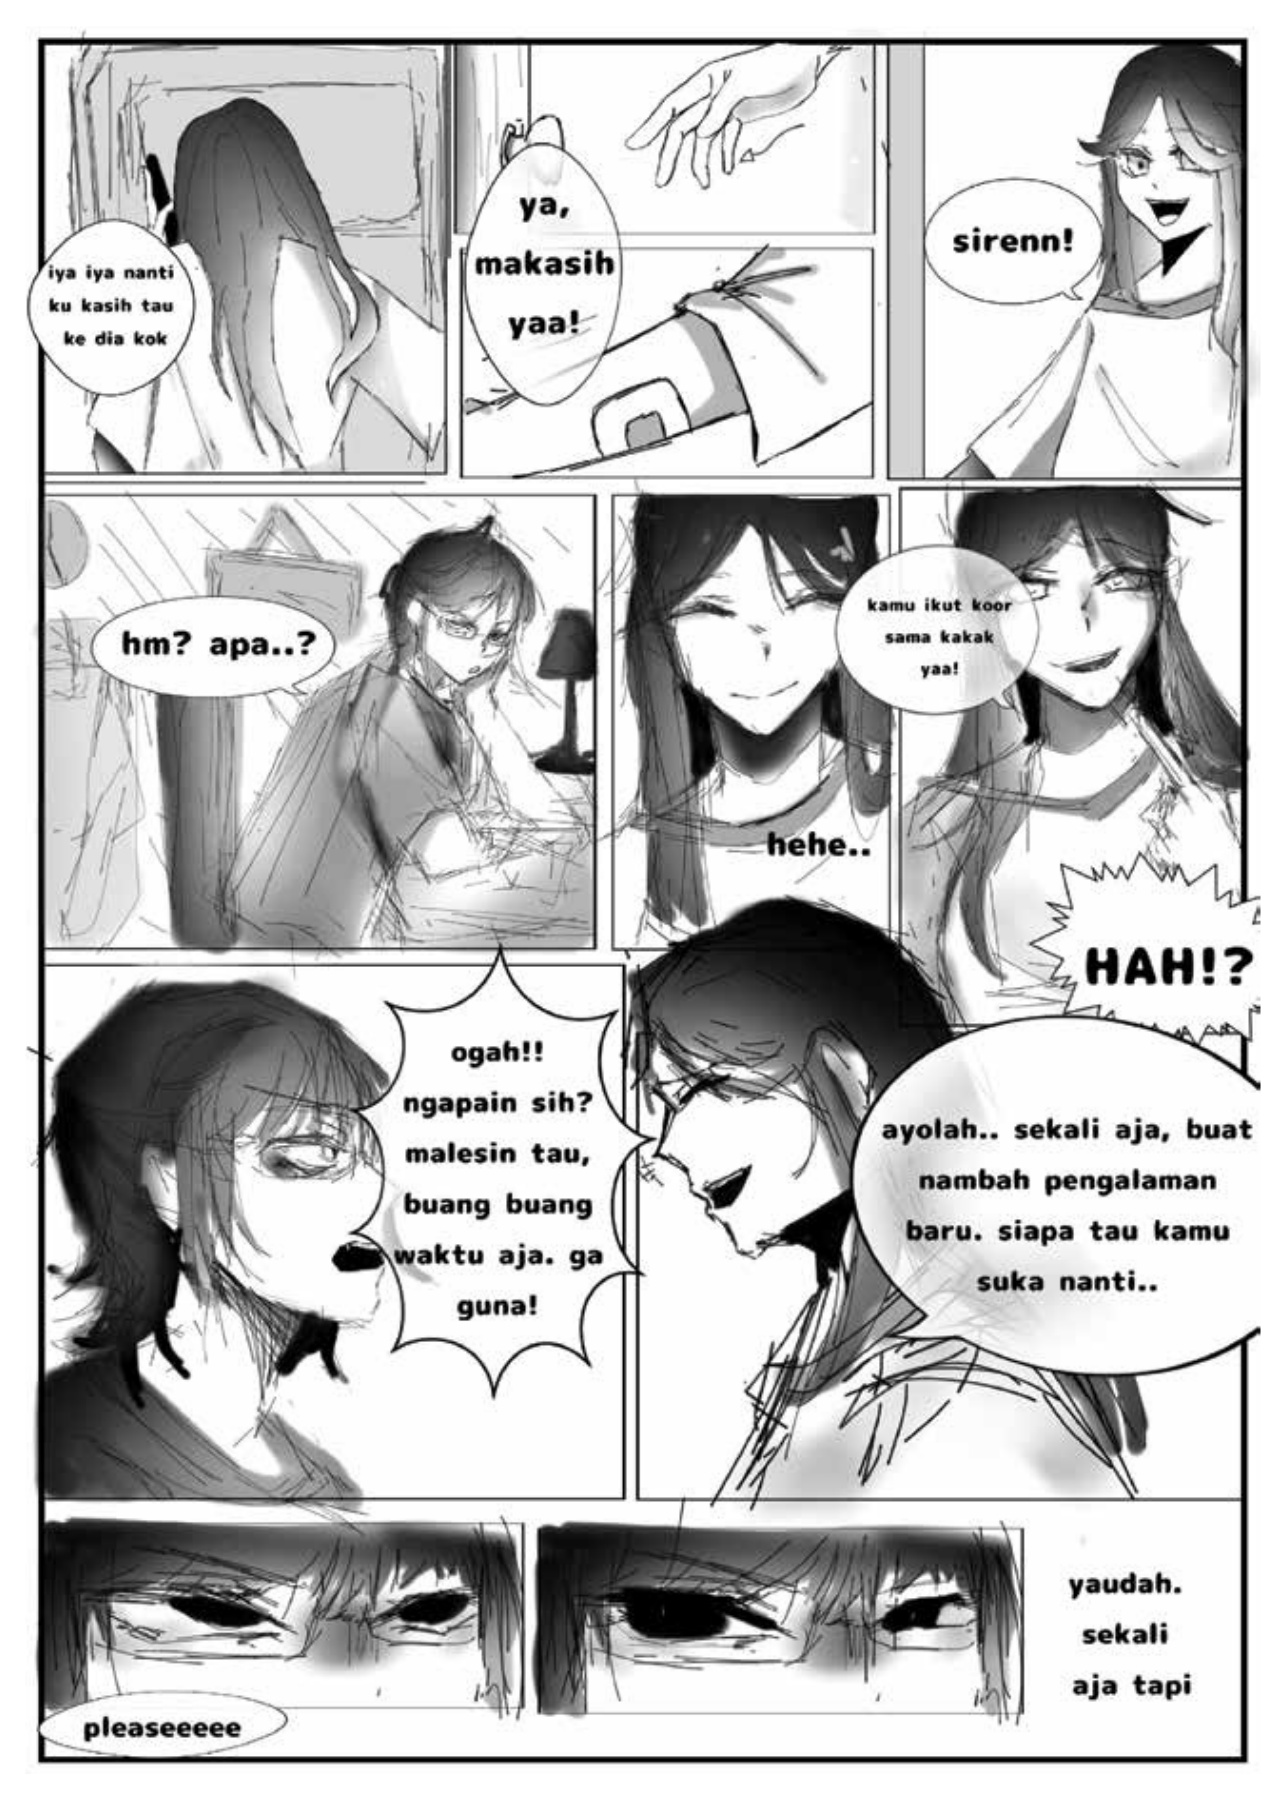 iya iya nanti
ku kasih tau
ke dia kok
ya,
makasih
yaa!
sirenn!
hm? apa..?
hehe..
kamu ikut koor
sama kakak
yaa!
HAH!?
ogah!!
ngapain sih?
malesin tau,
buang buang
waktu aja. ga
guna!
ayolah.. sekali aja, buat
nambah pengalaman
baru. siapa tau kamu
suka nanti..
pleaseeeee
yaudah.
sekali
aja tapi